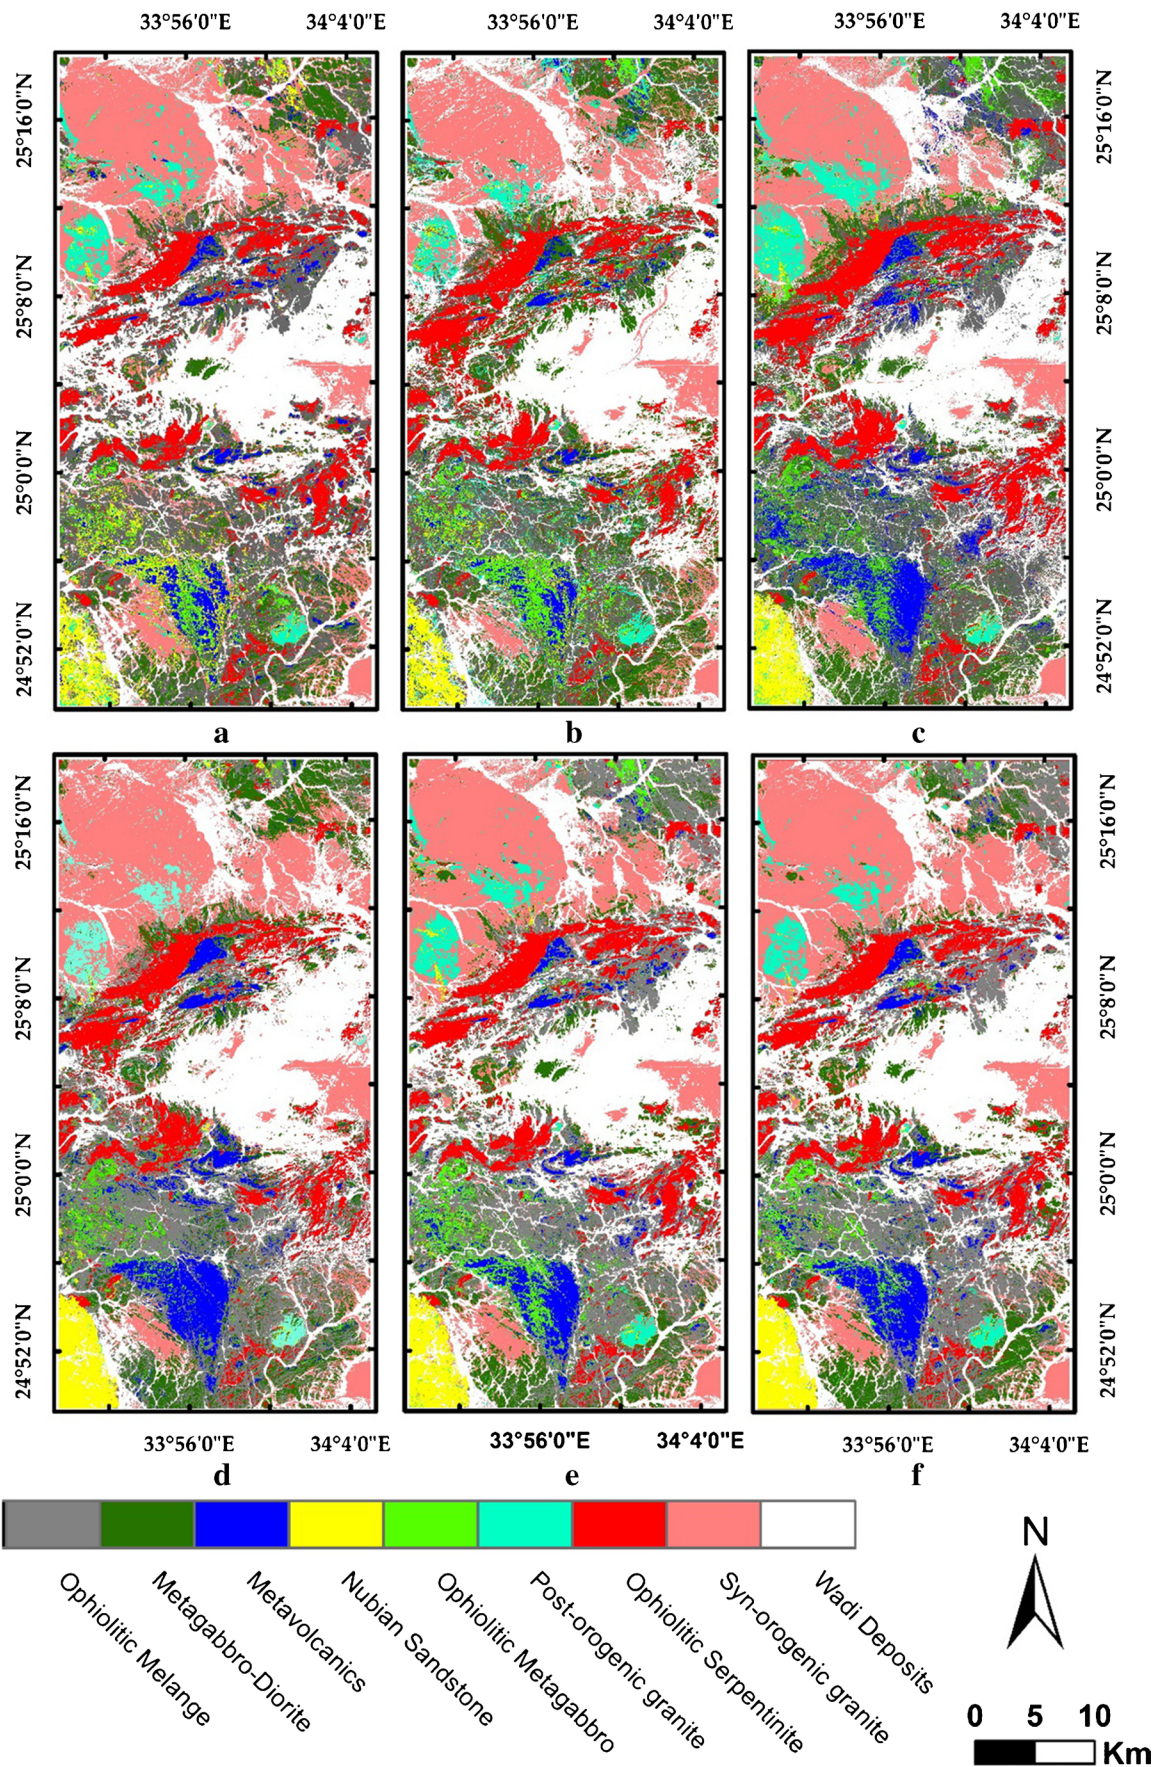 33°56'0"E 34°4'0"E 33°56'0"E 34°4'0"E 33°56'0"E 34°4'0"E
25°16'0"N 25°16'0"N
25°8'0"N 25°8'0"N
25°0'0"N 25°0'0"N
24°52'0"N 24°52'0"N
a b c
25°16'0"N 25°16'0"N
25°8'0"N 25°8'0"N
25°0'0"N 25°0'0"N
24°52'0"N 24°52'0"N
33°56'0"E 34°4'0"E 33°56'0"E 34°4'0"E 33°56'0"E 34°4'0"E
d e f
Ophiolitic Melange
Metagabbro-Diorite
Metavolcanics
Nubian Sandstone
Ophiolitic Metagabbro
Post-orogenic granite
Ophiolitic Serpentinite
Syn-orogenic granite
Wadi Deposits
N
0 5 10
Km